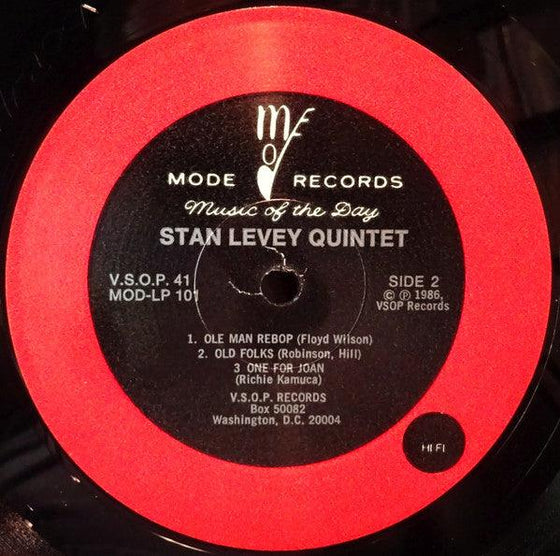 MODE
MODE RECORDS
Music of the Day
STAN LEVEY QUINTET
V.S.O.P. 41
MOD-LP 101
SIDE 2
© ℗ 1986,
VSOP Records
1. OLE MAN REBOP (Floyd Wilson)
2. OLD FOLKS (Robinson, Hill)
3 ONE FOR JOAN
(Richie Kamuca)
V.S.O.P. RECORDS
Box 50082
Washington, D.C. 20004
HI FI